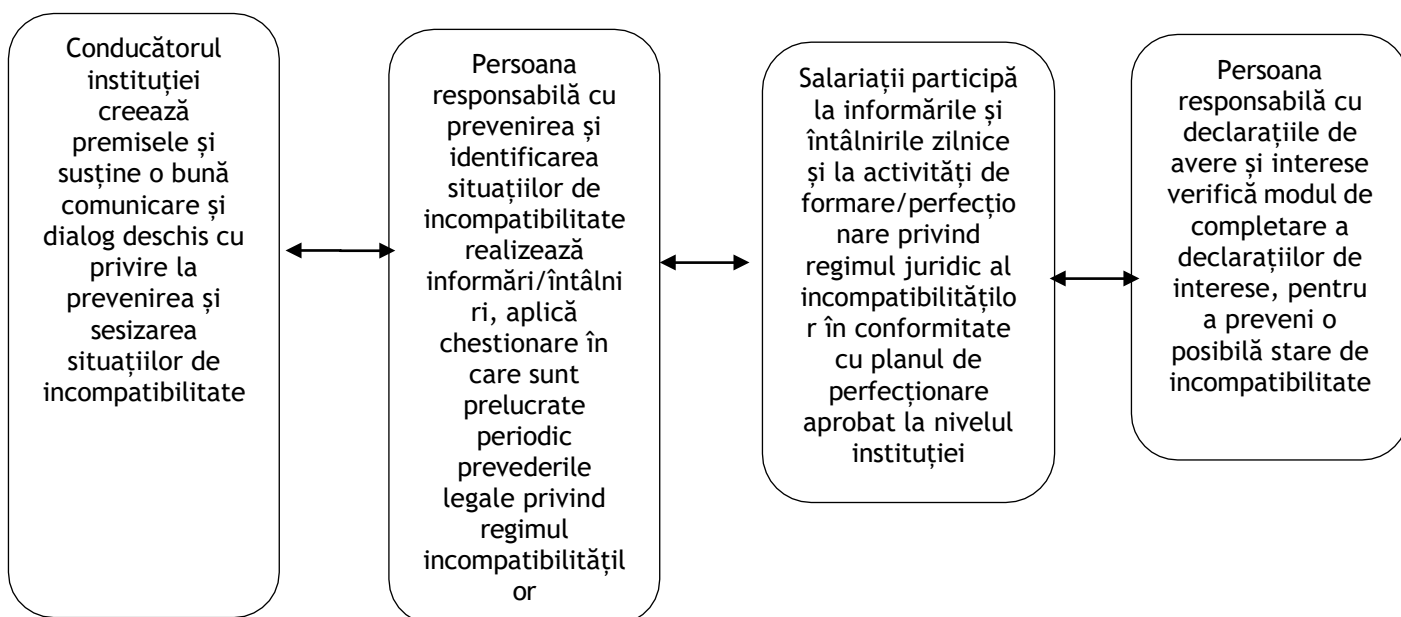 Conducătorul
instituției
creează
premisele și
susține o bună
comunicare și
dialog deschis cu
privire la
prevenirea și
sesizarea
situațiilor de
incompatibilitate
Persoana
responsabilă cu
prevenirea și
identificarea
situațiilor de
incompatibilitate
realizează
informări/întâlni
ri, aplică
chestionare în
care sunt
prelucrate
periodic
prevederile
legale privind
regimul
incompatibilitățil
or
Salariații participă
la informările și
întâlnirile zilnice
și la activități de
formare/perfecțio
nare privind
regimul juridic al
incompatibilitățilo
r în conformitate
cu planul de
perfecționare
aprobat la nivelul
instituției
Persoana
responsabilă cu
declarațiile de
avere și interese
verifică modul de
completare a
declarațiilor de
interese, pentru
a preveni o
posibilă stare de
incompatibilitate